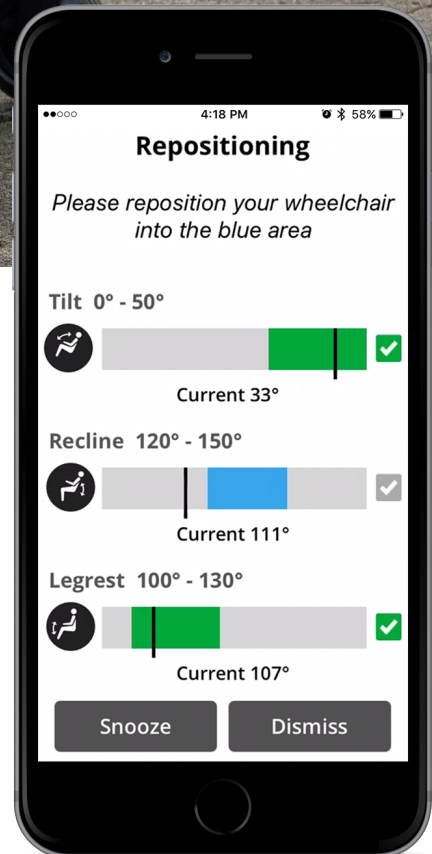 4:18 PM
58%
Repositioning
Please reposition your wheelchair
into the blue area
Tilt 0° - 50°
Current 33°
Recline 120° - 150°
Current 111°
Legrest 100° - 130°
Current 107°
Snooze
Dismiss